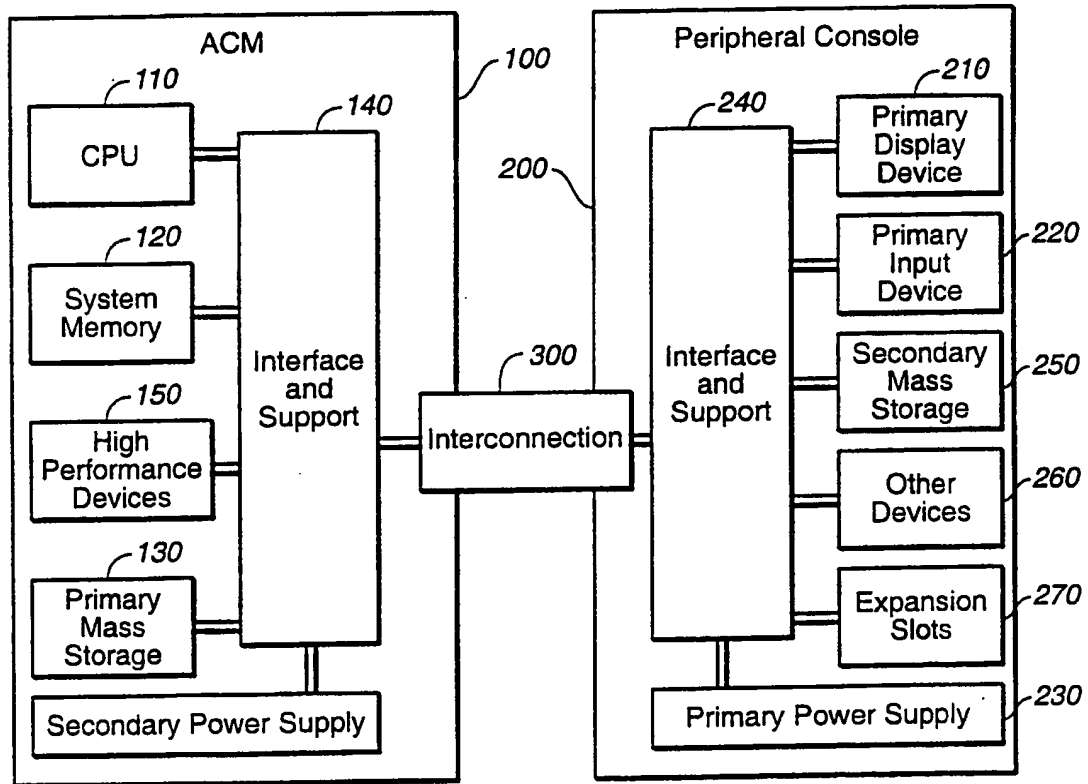 ACM
100
110
CPU
140
120
System
Memory
150
High
Performance
Devices
130
Primary
Mass
Storage
Interface
and
Support
Secondary Power Supply
300
Interconnection
Peripheral Console
200
240
Interface
and
Support
210
Primary
Display
Device
220
Primary
Input
Device
Secondary
Mass
Storage
250
Other
Devices
260
Expansion
Slots
270
Primary Power Supply
230